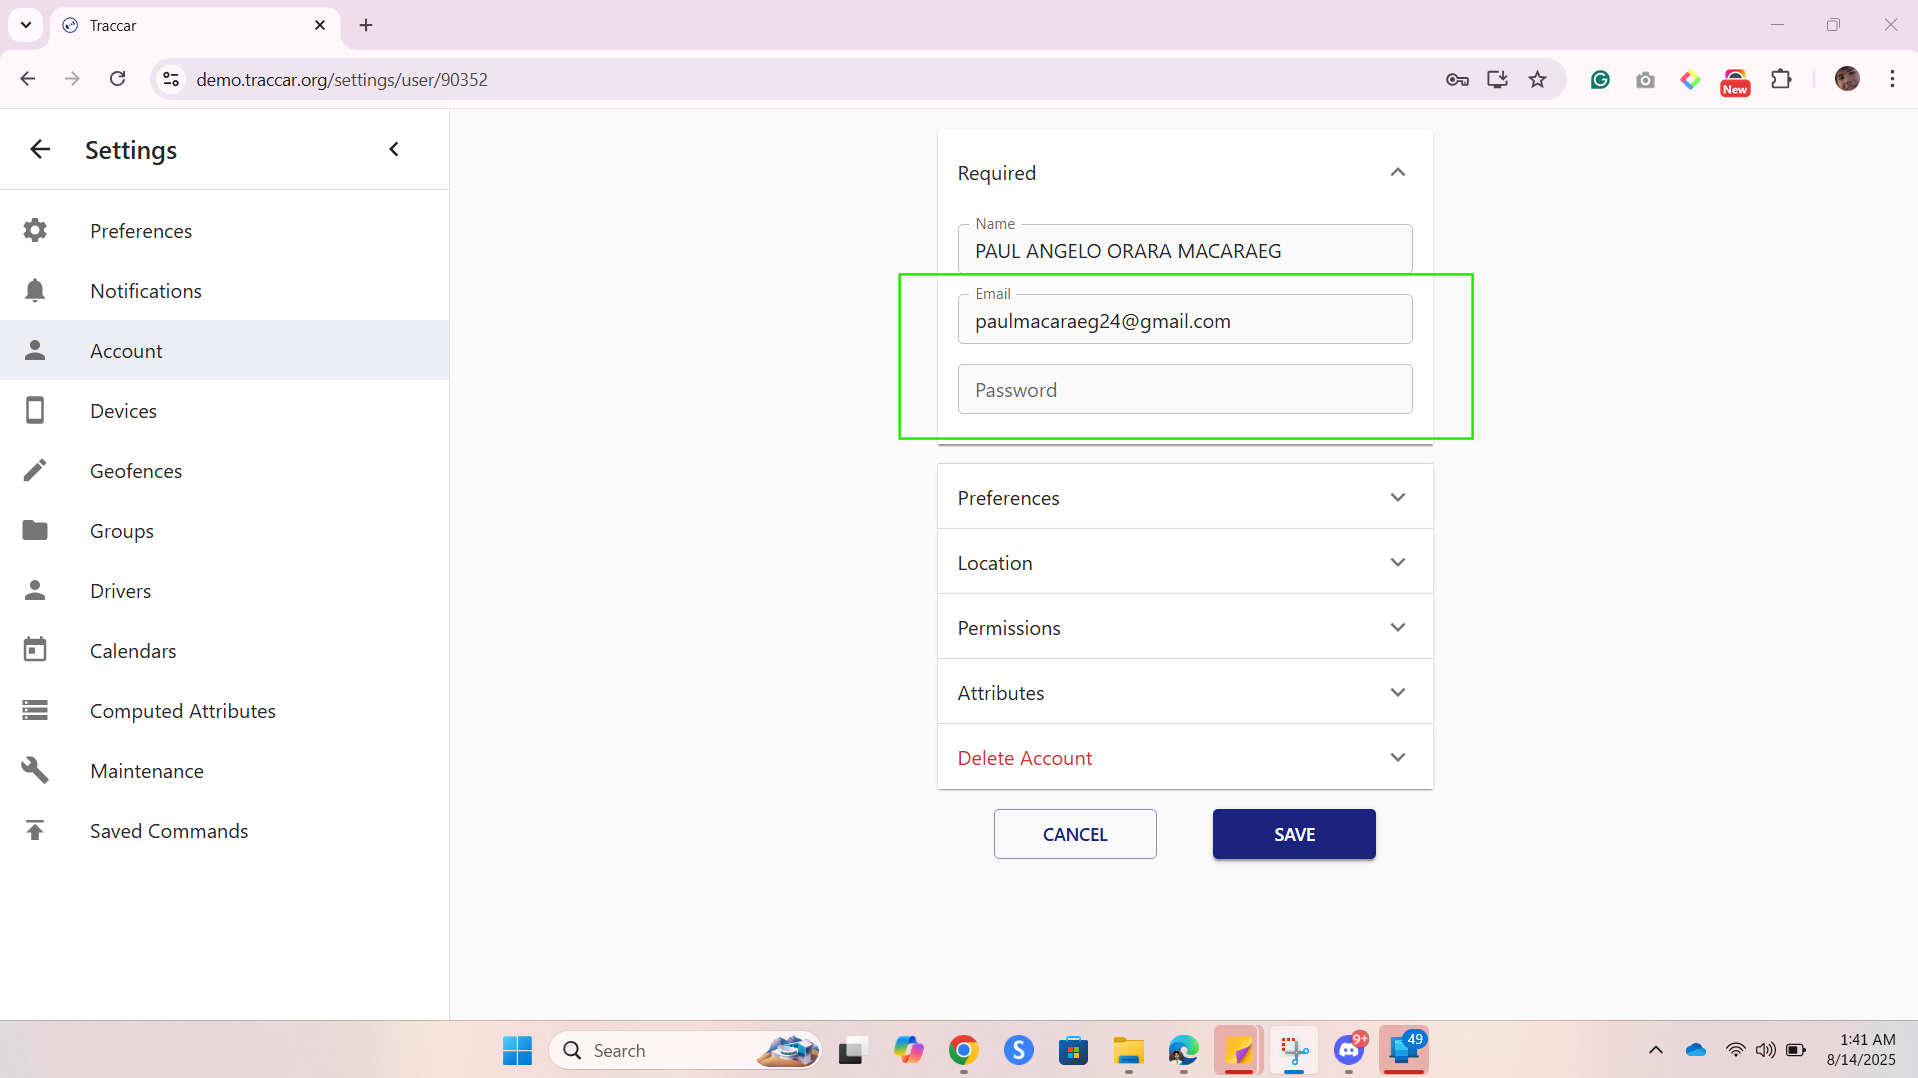 Traccar
demo.traccar.org/settings/user/90352
New
Settings
Preferences
Notifications
Account
Devices
Geofences
Groups
Drivers
Calendars
Computed Attributes
Maintenance
Saved Commands
Required
Name
PAUL ANGELO ORARA MACARAEG
Email
paulmacaraeg24@gmail.com
Password
Preferences
Location
Permissions
Attributes
Delete Account
CANCEL
SAVE
Search
S
9+
49
1:41 AM
8/14/2025